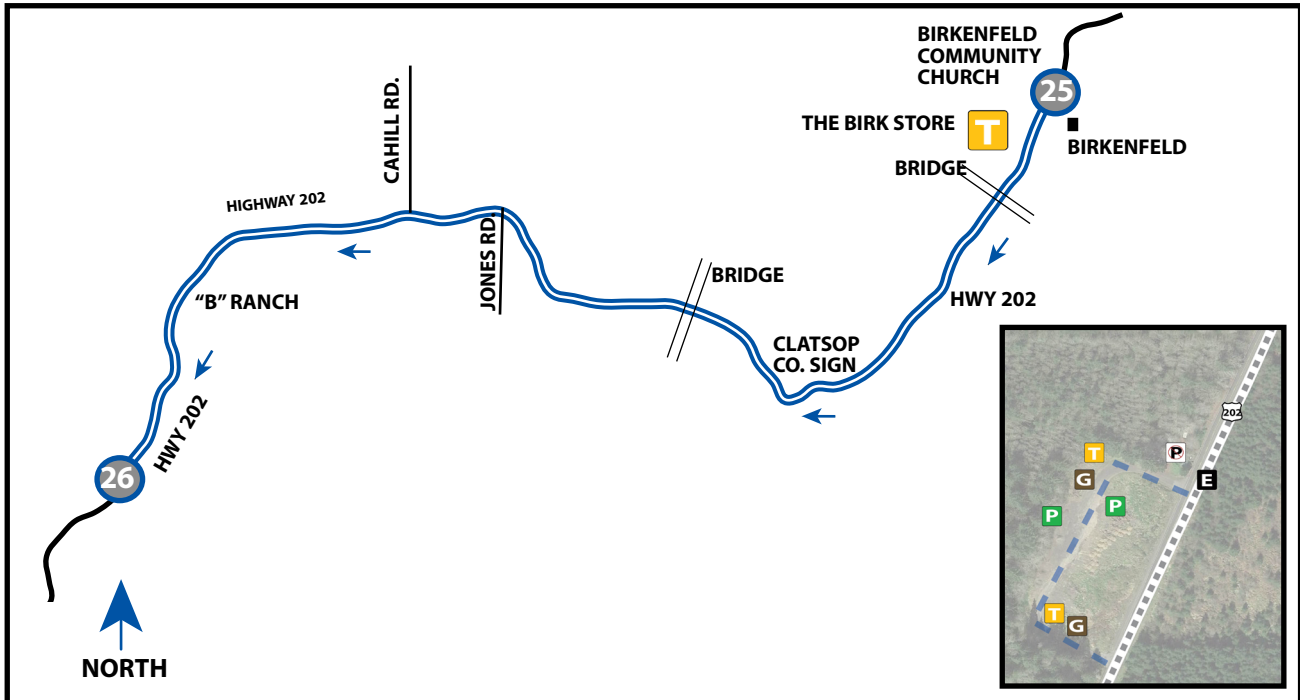 BIRKENFELD
COMMUNITY
CHURCH
25
THE BIRK STORE
T
BIRKENFELD
BRIDGE
CAHILL RD.
HIGHWAY 202
JONES RD.
"B" RANCH
BRIDGE
HWY 202
CLATSOP
CO. SIGN
HWY 202
26
NORTH
202
T
P
G
E
P
P
T
G